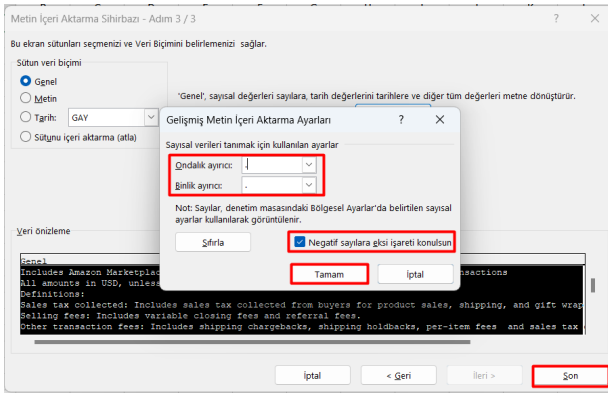 Metin İçeri Aktarma Sihirbazı - Adım 3 / 3
Bu ekran sütunları seçmenizi ve Veri Biçimini belirlemenizi sağlar.
Sütun veri biçimi
Genel
Metin
Tarih: GAY
Sütunu içeri aktarma (atla)
'Genel', sayısal değerleri sayılara, tarih değerlerini tarihlere ve diğer tüm değerleri metne dönüştürür.
Gelişmiş Metin İçeri Aktarma Ayarları
Sayısal verileri tanımak için kullanılan ayarlar
Ondalık ayırıcı: .
Binlik ayırıcı: .
Not: Sayılar, denetim masasındaki Bölgesel Ayarlar'da belirtilen sayısal
ayarlar kullanılarak görüntülenir.
Sıfırla
Negatif sayılara eksi işareti konulsun
Tamam
İptal
Veri önizleme
Genel
Includes Amazon Marketplac
All amounts in USD, unless
Definitions:
Sales tax collected: Includes sales tax collected from buyers for product sales, shipping, and gift wrap
Selling fees: Includes variable closing fees and referral fees.
Other transaction fees: Includes shipping chargebacks, shipping holdbacks, per-item fees and sales tax
İptal
< Geri
İleri >
Son